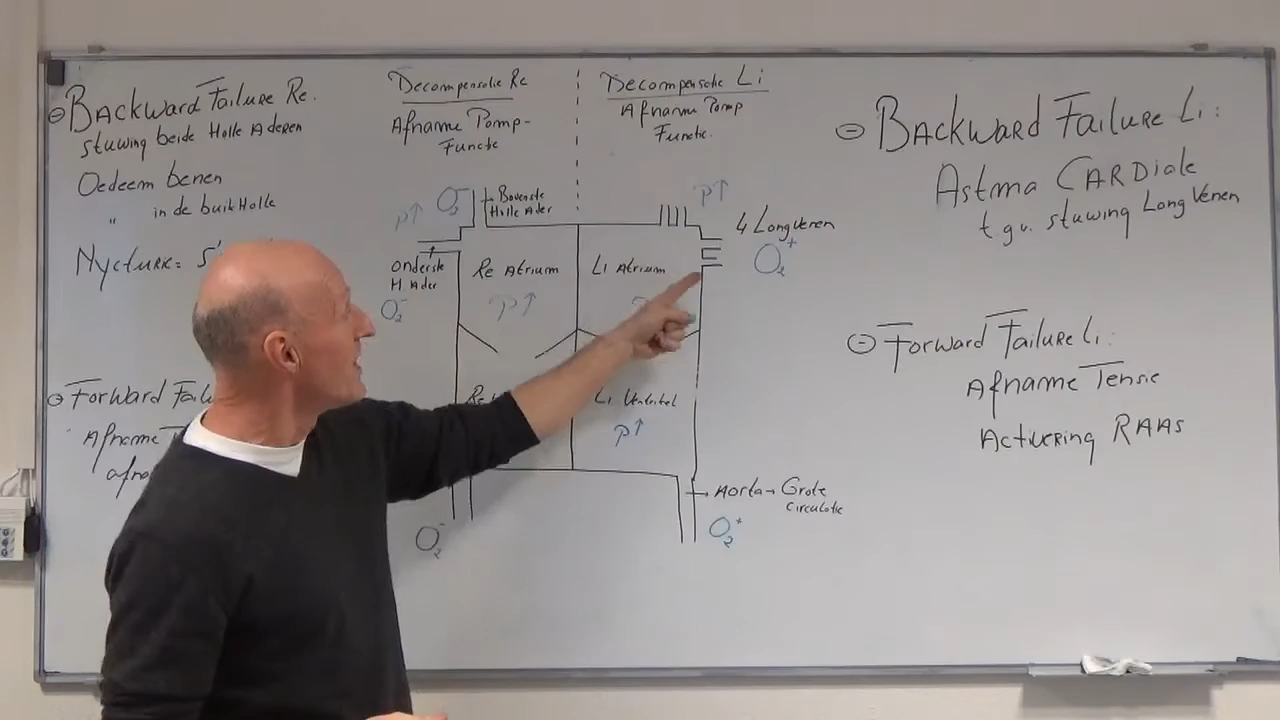 ⊖ Backward Failure Re.
stuwing beide Holle Aderen
Oedeem benen
" in de buikHolle
Nycturie = s'
⊖ Forward
Afname
Decompensatie Re
Afname Pomp-
Functie
Decompensatie Li
Afname Pomp
Functie.
p↑
O₂⁻
Bovenste
Holle Ader
onderste
H Ader
O₂⁻
Re Atrium
p↑
Li Atrium
p↑
4 Longvenen
O₂⁺
Li Ventrikel
p↑
Aorta → Grote
circulatie
O₂⁺
O₂⁻
⊖ Backward Failure Li:
Astma CARDiale
t.g.v. stuwing Long Venen
⊖ Forward Failure Li:
Afname Tensie
Activering RAAS